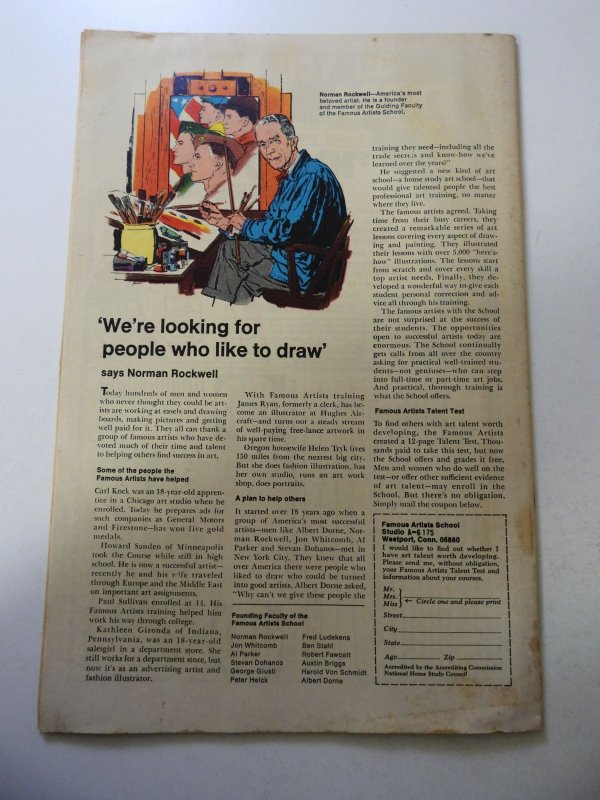 Norman Rockwell—America's most
beloved artist. He is a founder
and member of the Guiding Faculty
of the Famous Artists School.
'We're looking for
people who like to draw'
says Norman Rockwell
Today hundreds of men and women
who never thought they could be art-
ists are working at easels and drawing
boards, making pictures and getting
well paid for it. They all can thank a
group of famous artists who have de-
voted much of their time and talent
to helping others find success in art.
Some of the people the
Famous Artists have helped
Carl Kock was an 18-year-old appren-
tice in a Chicago art studio when he
enrolled. Today he prepares ads for
such companies as General Motors
and Firestone—has won five gold
medals.
Howard Sanden of Minneapolis
took the Course while still in high
school. He is now a successful artist—
recently he and his wife traveled
through Europe and the Middle East
on important art assignments.
Paul Sullivan enrolled at 14. His
Famous Artists training helped him
work his way through college.
Kathleen Gironda of Indiana,
Pennsylvania, was an 18-year-old
salesgirl in a department store. She
still works for a department store, but
now it's as an advertising artist and
fashion illustrator.
With Famous Artists training
James Ryan, formerly a clerk, has be-
come an illustrator at Hughes Air-
craft—and turns out a steady stream
of well-paying free-lance artwork in
his spare time.
Oregon housewife Helen Tryk lives
150 miles from the nearest big city.
But she does fashion illustration, has
her own studio, runs an art work
shop, does portraits.
A plan to help others
It started over 18 years ago when a
group of America's most successful
artists—men like Albert Dorne, Nor-
man Rockwell, Jon Whitcomb, Al
Parker and Stevan Dohanos—met in
New York City. They knew that all
over America there were people who
liked to draw who could be turned
into good artists. Albert Dorne asked,
"Why can't we give these people the
Founding Faculty of the
Famous Artists School
Norman Rockwell
Jon Whitcomb
Al Parker
Stevan Dohanos
George Giusti
Peter Helck
Fred Ludekens
Ben Stahl
Robert Fawcett
Austin Briggs
Harold Von Schmidt
Albert Dorne
training they need—including all the
trade secrets and know-how we've
learned over the years?"
He suggested a new kind of art
school—a home study art school—that
would give talented people the best
professional art training, no matter
where they live.
The famous artists agreed. Taking
time from their busy careers, they
created a remarkable series of art
lessons covering every aspect of draw-
ing and painting. They illustrated
their lessons with over 5,000 "here's-
how" illustrations. The lessons start
from scratch and cover every skill a
top artist needs. Finally, they de-
veloped a wonderful way to give each
student personal correction and ad-
vice all through his training.
The famous artists with the School
are not surprised at the success of
their students. The opportunities
open to successful artists today are
enormous. The School continually
gets calls from all over the country
asking for practical well-trained stu-
dents—not geniuses—who can step
into full-time or part-time art jobs.
And practical, thorough training is
what the School offers.
Famous Artists Talent Test
To find others with art talent worth
developing, the Famous Artists
created a 12-page Talent Test. Thou-
sands paid to take this test, but now
the School offers and grades it free.
Men and women who do well on the
test—or offer other sufficient evidence
of art talent—may enroll in the
School. But there's no obligation.
Simply mail the coupon below.
Famous Artists School
Studio A-6175
Westport, Conn. 06880
I would like to find out whether I
have art talent worth developing.
Please send me, without obligation,
your Famous Artists Talent Test and
information about your courses.
Mr.
Mrs.
Miss
Circle one and please print
Street
City
State
Age Zip
Accredited by the Accrediting Commission
National Home Study Council